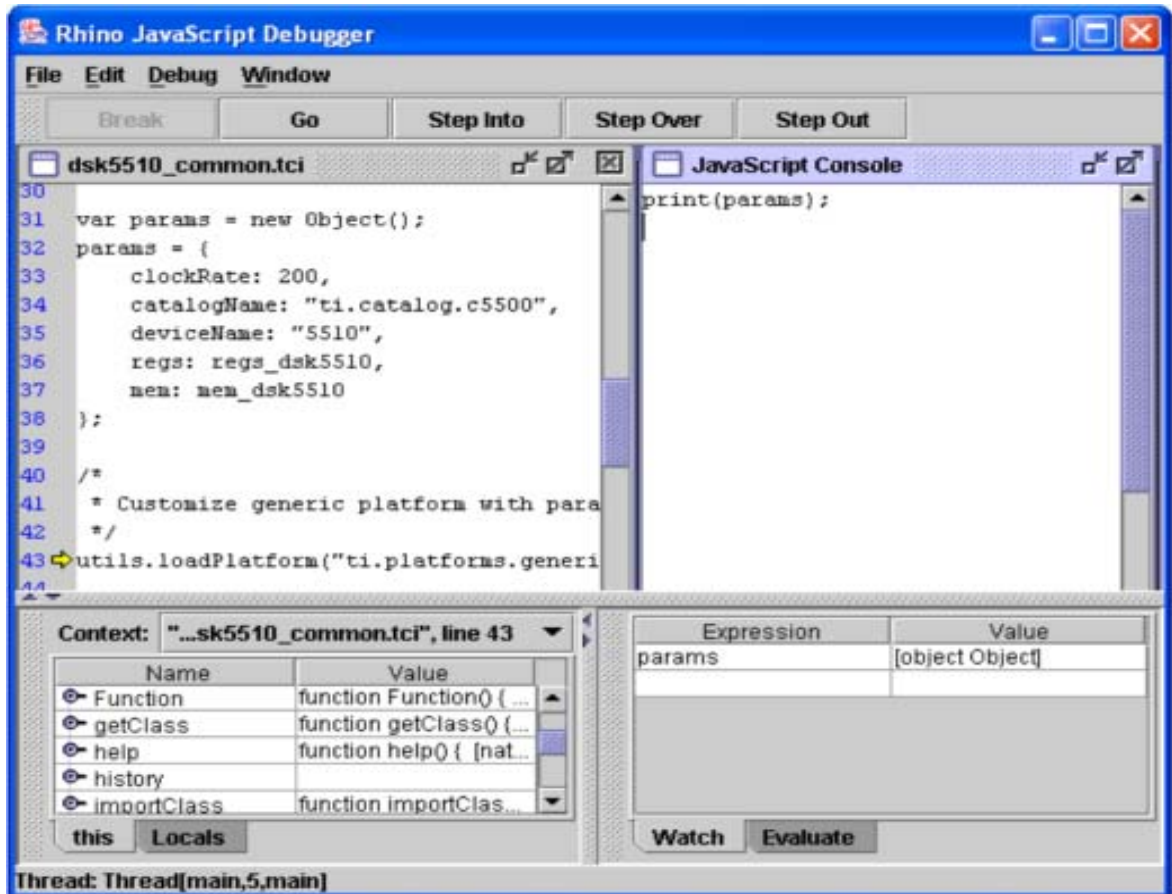 Rhino JavaScript Debugger
File Edit Debug Window
Break Go Step Into Step Over Step Out
dsk5510_common.tci
30
31 var params = new Object();
32 params = {
33 clockRate: 200,
34 catalogName: "ti.catalog.c5500",
35 deviceName: "5510",
36 regs: regs_dsk5510,
37 mem: mem_dsk5510
38 };
39
40 /*
41 * Customize generic platform with para
42 */
43 utils.loadPlatform("ti.platforms.generi
44
JavaScript Console
print(params);
Context: "...sk5510_common.tci", line 43
Name Value
Function function Function() { ...
getClass function getClass() {...
help function help() { [nat...
history
importClass function importClas...
this Locals
Expression Value
params [object Object]
Watch Evaluate
Thread: Thread[main,5,main]